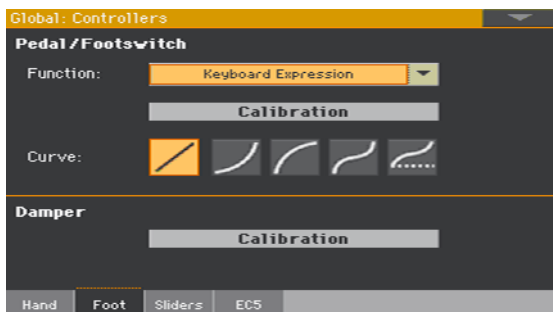 Global: Controllers
Pedal/Footswitch
Function: Keyboard Expression
Calibration
Curve:
Damper
Calibration
Hand Foot Sliders EC5